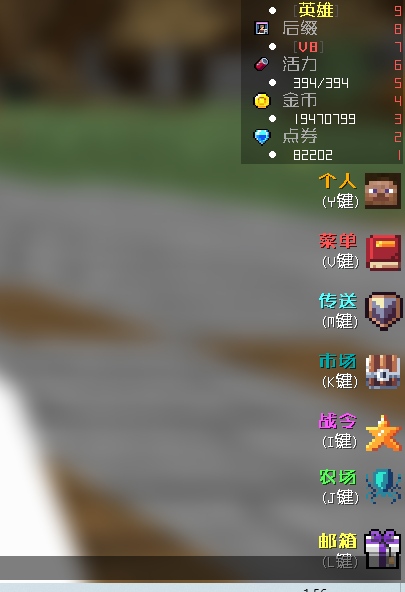 [英雄] 9
后缀 8
[V8] 7
活力 6
394/394 5
金币 4
19470799 3
点券 2
82202 1
个人
(Y键)
菜单
(V键)
传送
(M键)
市场
(K键)
战令
(I键)
农场
(J键)
邮箱
(L键)